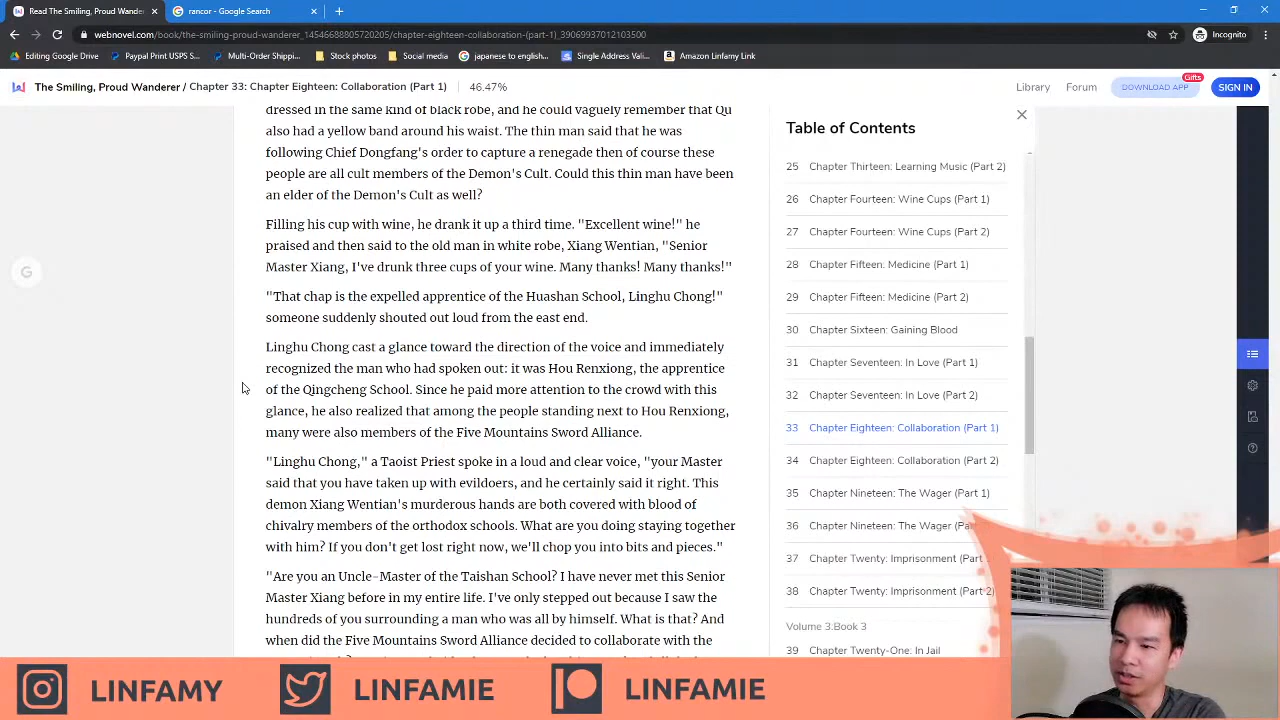 Read The Smiling, Proud Wande
rancor - Google Search
webnovel.com/book/the-smiling-proud-wanderer_14546688805720205/chapter-eighteen-collaboration-(part-1)_39069937012103500
Incognito
Editing Google Drive
Paypal Print USPS S...
Multi-Order Shippi...
Stock photos
Social media
japanese to english...
Single Address Vali...
Amazon Linfamy Link
The Smiling, Proud Wanderer / Chapter 33: Chapter Eighteen: Collaboration (Part 1)
46.47%
Library
Forum
DOWNLOAD APP
Gifts
SIGN IN
dressed in the same kind of black robe, and he could vaguely remember that Qu
also had a yellow band around his waist. The thin man said that he was
following Chief Dongfang's order to capture a renegade then of course these
people are all cult members of the Demon's Cult. Could this thin man have been
an elder of the Demon's Cult as well?
Filling his cup with wine, he drank it up a third time. "Excellent wine!" he
praised and then said to the old man in white robe, Xiang Wentian, "Senior
Master Xiang, I've drunk three cups of your wine. Many thanks! Many thanks!"
"That chap is the expelled apprentice of the Huashan School, Linghu Chong!"
someone suddenly shouted out loud from the east end.
Linghu Chong cast a glance toward the direction of the voice and immediately
recognized the man who had spoken out: it was Hou Renxiong, the apprentice
of the Qingcheng School. Since he paid more attention to the crowd with this
glance, he also realized that among the people standing next to Hou Renxiong,
many were also members of the Five Mountains Sword Alliance.
"Linghu Chong," a Taoist Priest spoke in a loud and clear voice, "your Master
said that you have taken up with evildoers, and he certainly said it right. This
demon Xiang Wentian's murderous hands are both covered with blood of
chivalry members of the orthodox schools. What are you doing staying together
with him? If you don't get lost right now, we'll chop you into bits and pieces."
"Are you an Uncle-Master of the Taishan School? I have never met this Senior
Master Xiang before in my entire life. I've only stepped out because I saw the
hundreds of you surrounding a man who was all by himself. What is that? And
when did the Five Mountains Sword Alliance decided to collaborate with the
Table of Contents
25 Chapter Thirteen: Learning Music (Part 2)
26 Chapter Fourteen: Wine Cups (Part 1)
27 Chapter Fourteen: Wine Cups (Part 2)
28 Chapter Fifteen: Medicine (Part 1)
29 Chapter Fifteen: Medicine (Part 2)
30 Chapter Sixteen: Gaining Blood
31 Chapter Seventeen: In Love (Part 1)
32 Chapter Seventeen: In Love (Part 2)
33 Chapter Eighteen: Collaboration (Part 1)
34 Chapter Eighteen: Collaboration (Part 2)
35 Chapter Nineteen: The Wager (Part 1)
36 Chapter Nineteen: The Wager (Pa
37 Chapter Twenty: Imprisonment (Part
38 Chapter Twenty: Imprisonment (Part 2)
Volume 3:Book 3
39 Chapter Twenty-One: In Jail
LINFAMY
LINFAMIE
LINFAMIE